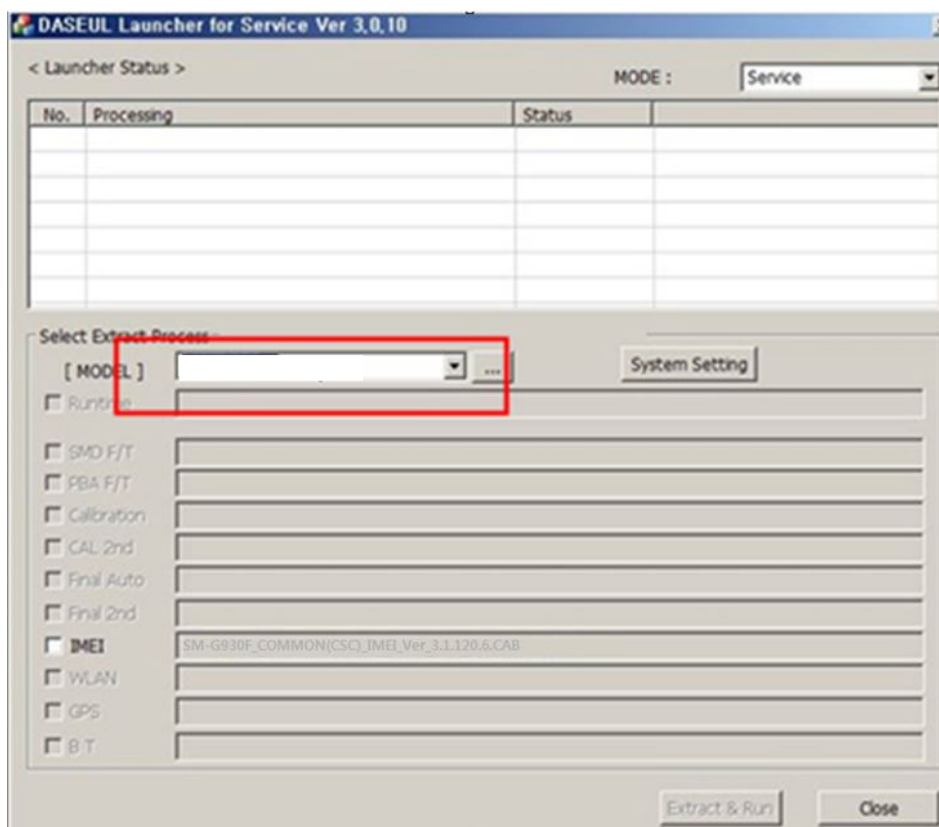 DASEUL Launcher for Service Ver 3,0,10
< Launcher Status >
MODE : Service
No. Processing Status
Select Extract Process
[ MODEL ] ... System Setting
Runtime
SMD F/T
PBA F/T
Calibration
CAL 2nd
Final Auto
Final 2nd
IMEI SM-G930F_COMMON(CSC)_IMEI_Ver_3.1.120.6.CAB
WLAN
GPS
B T
Extract & Run Close